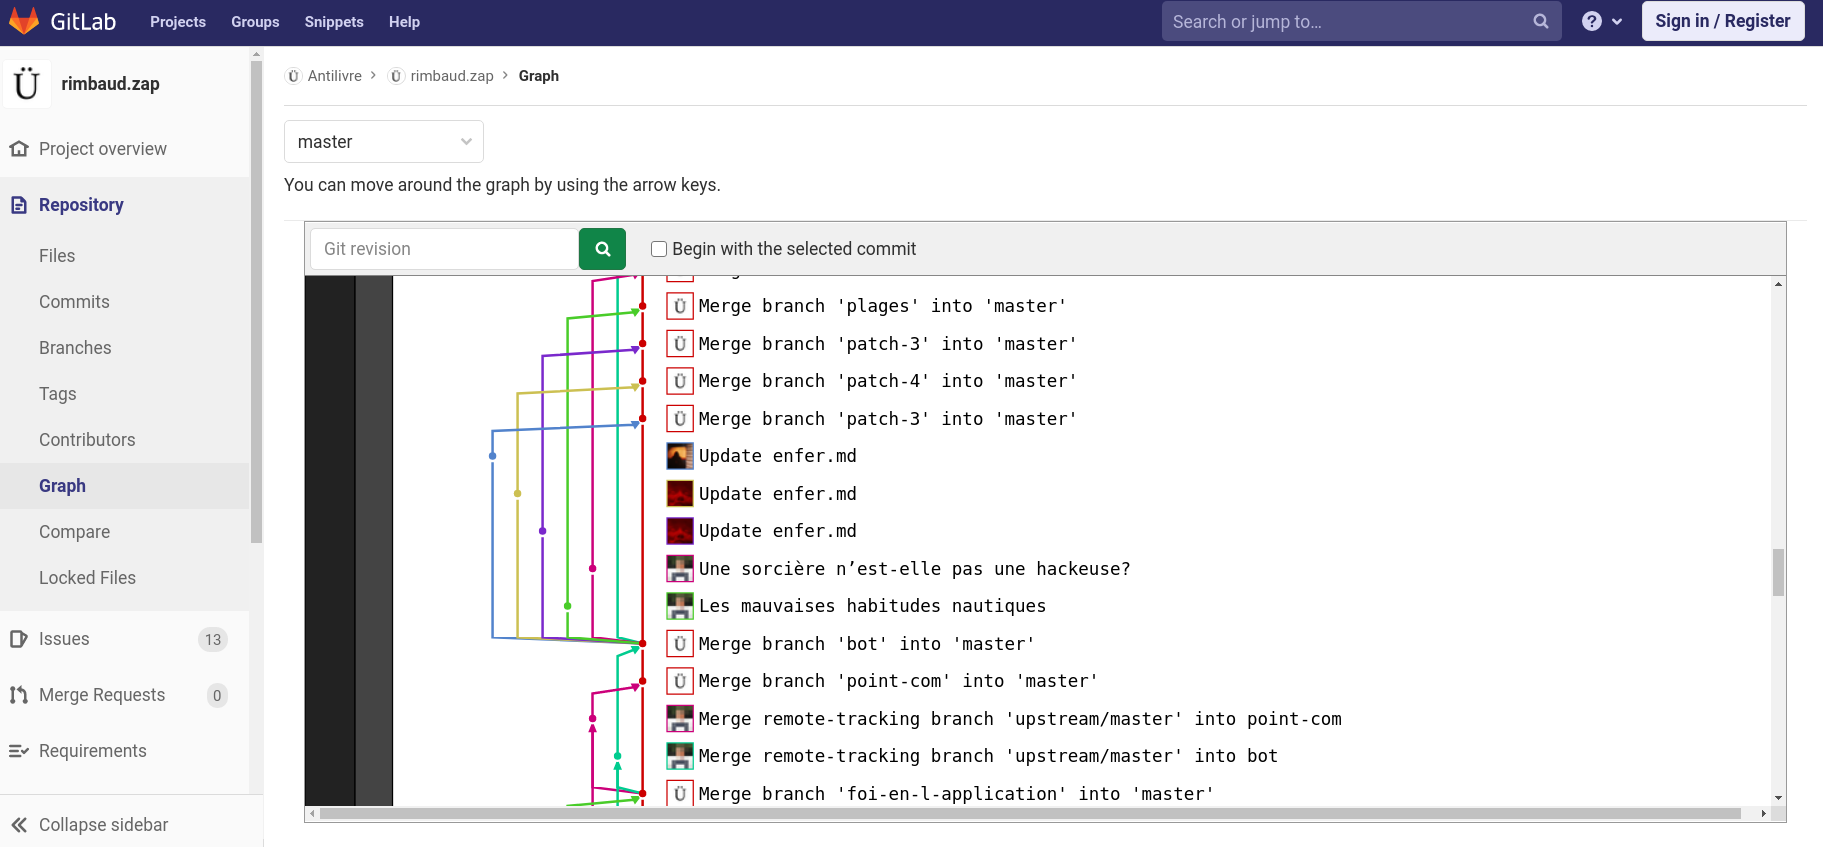 GitLab Projects Groups Snippets Help Search or jump to... ? Sign in / Register
Ü rimbaud.zap
Project overview
Repository
Files
Commits
Branches
Tags
Contributors
Graph
Compare
Locked Files
Issues 13
Merge Requests 0
Requirements
Collapse sidebar
Ü Antilivre > Ü rimbaud.zap > Graph
master
You can move around the graph by using the arrow keys.
Git revision Begin with the selected commit
Ü Merge branch 'plages' into 'master'
Ü Merge branch 'patch-3' into 'master'
Ü Merge branch 'patch-4' into 'master'
Ü Merge branch 'patch-3' into 'master'
Update enfer.md
Update enfer.md
Update enfer.md
Une sorcière n’est-elle pas une hackeuse?
Les mauvaises habitudes nautiques
Ü Merge branch 'bot' into 'master'
Ü Merge branch 'point-com' into 'master'
Merge remote-tracking branch 'upstream/master' into point-com
Merge remote-tracking branch 'upstream/master' into bot
Ü Merge branch 'foi-en-l-application' into 'master'